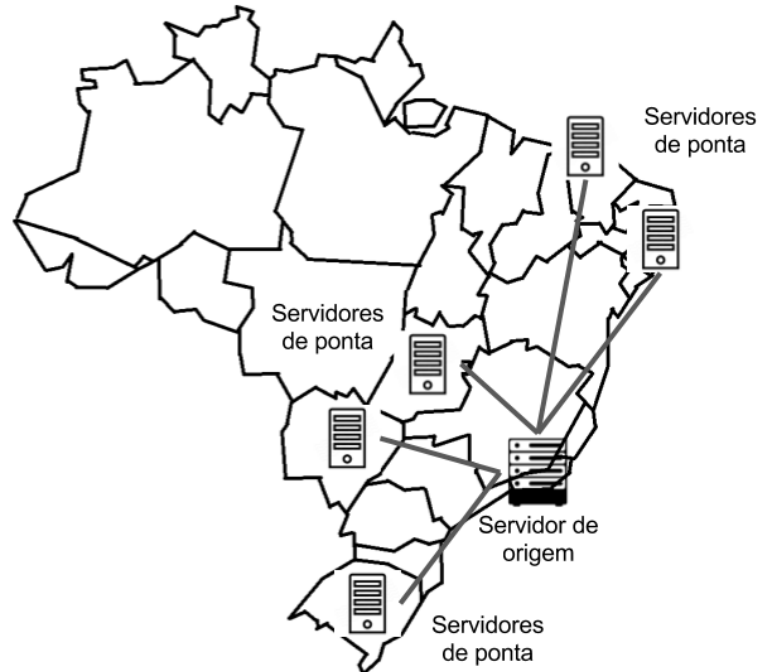 Servidores
de ponta
Servidores
de ponta
Servidor de
origem
Servidores
de ponta